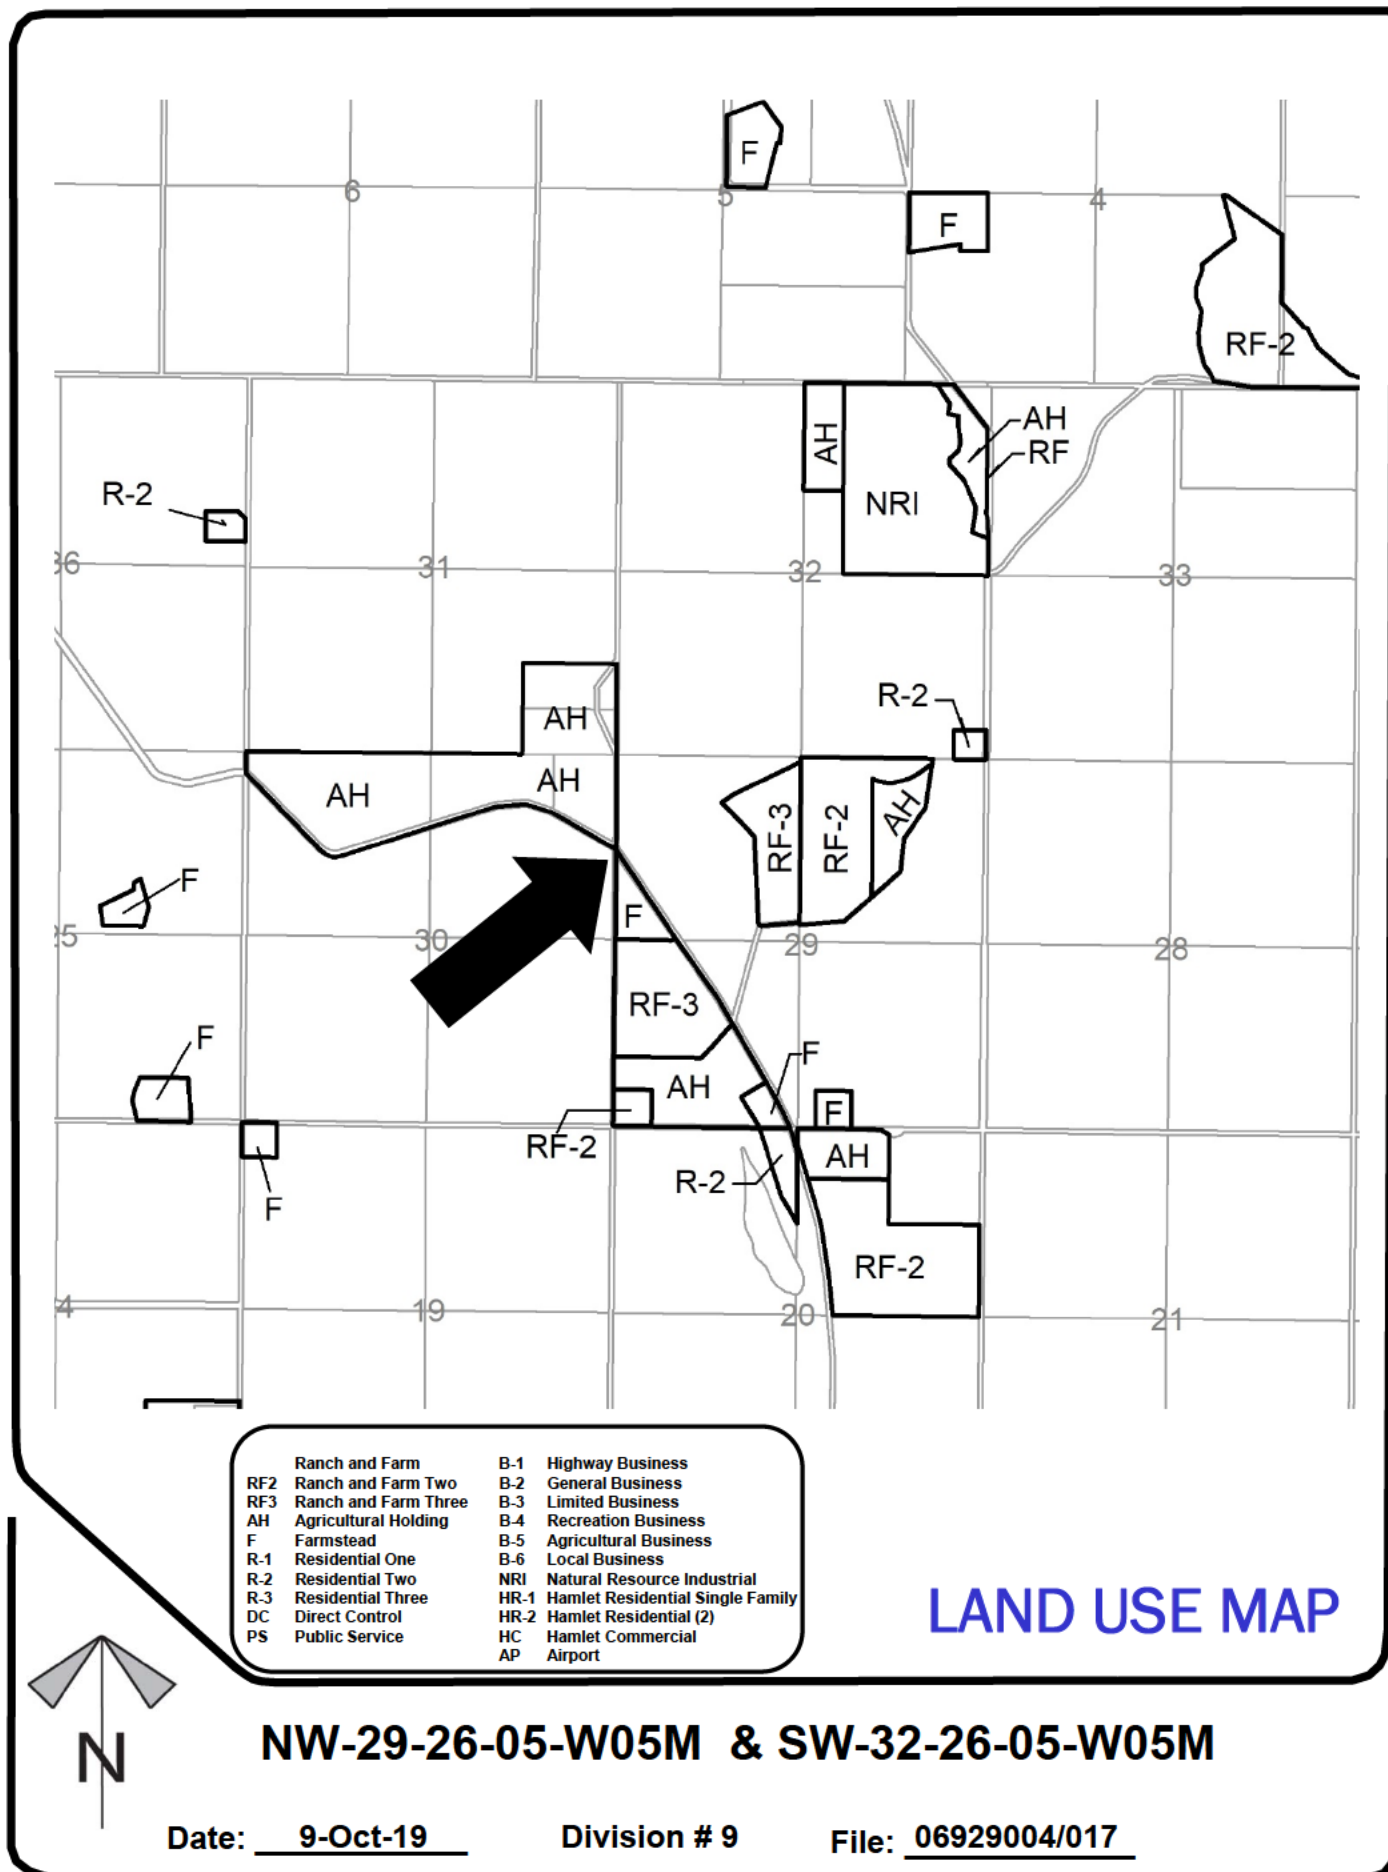 F
6
5
4
F
RF-2
AH
AH
RF
R-2
NRI
36
31
32
33
R-2
AH
AH
AH
RF-3
RF-2
AH
F
F
25
30
29
28
RF-3
F
F
AH
F
RF-2
AH
R-2
F
RF-2
24
19
20
21
Ranch and Farm
RF2 Ranch and Farm Two
RF3 Ranch and Farm Three
AH Agricultural Holding
F Farmstead
R-1 Residential One
R-2 Residential Two
R-3 Residential Three
DC Direct Control
PS Public Service
B-1 Highway Business
B-2 General Business
B-3 Limited Business
B-4 Recreation Business
B-5 Agricultural Business
B-6 Local Business
NRI Natural Resource Industrial
HR-1 Hamlet Residential Single Family
HR-2 Hamlet Residential (2)
HC Hamlet Commercial
AP Airport
LAND USE MAP
N
NW-29-26-05-W05M & SW-32-26-05-W05M
Date: 9-Oct-19 Division # 9 File: 06929004/017